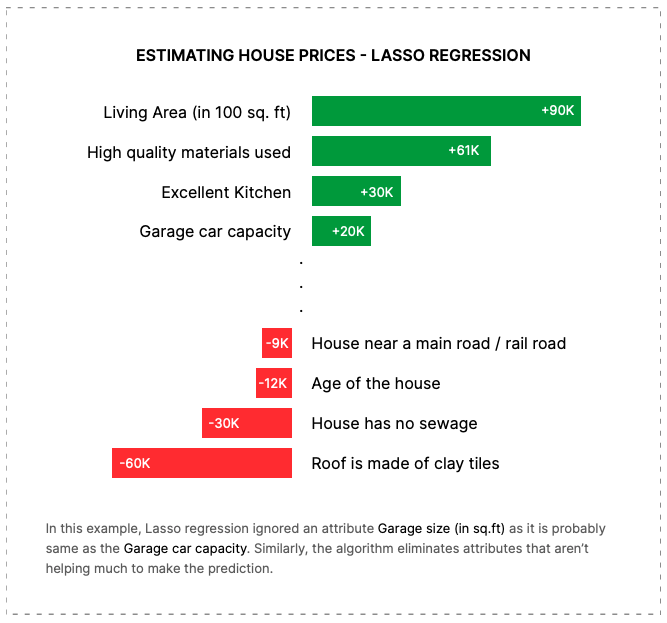 ESTIMATING HOUSE PRICES - LASSO REGRESSION
Living Area (in 100 sq. ft) +90K
High quality materials used +61K
Excellent Kitchen +30K
Garage car capacity +20K
.
.
.
-9K House near a main road / rail road
-12K Age of the house
-30K House has no sewage
-60K Roof is made of clay tiles
In this example, Lasso regression ignored an attribute Garage size (in sq.ft) as it is probably
same as the Garage car capacity. Similarly, the algorithm eliminates attributes that aren’t
helping much to make the prediction.